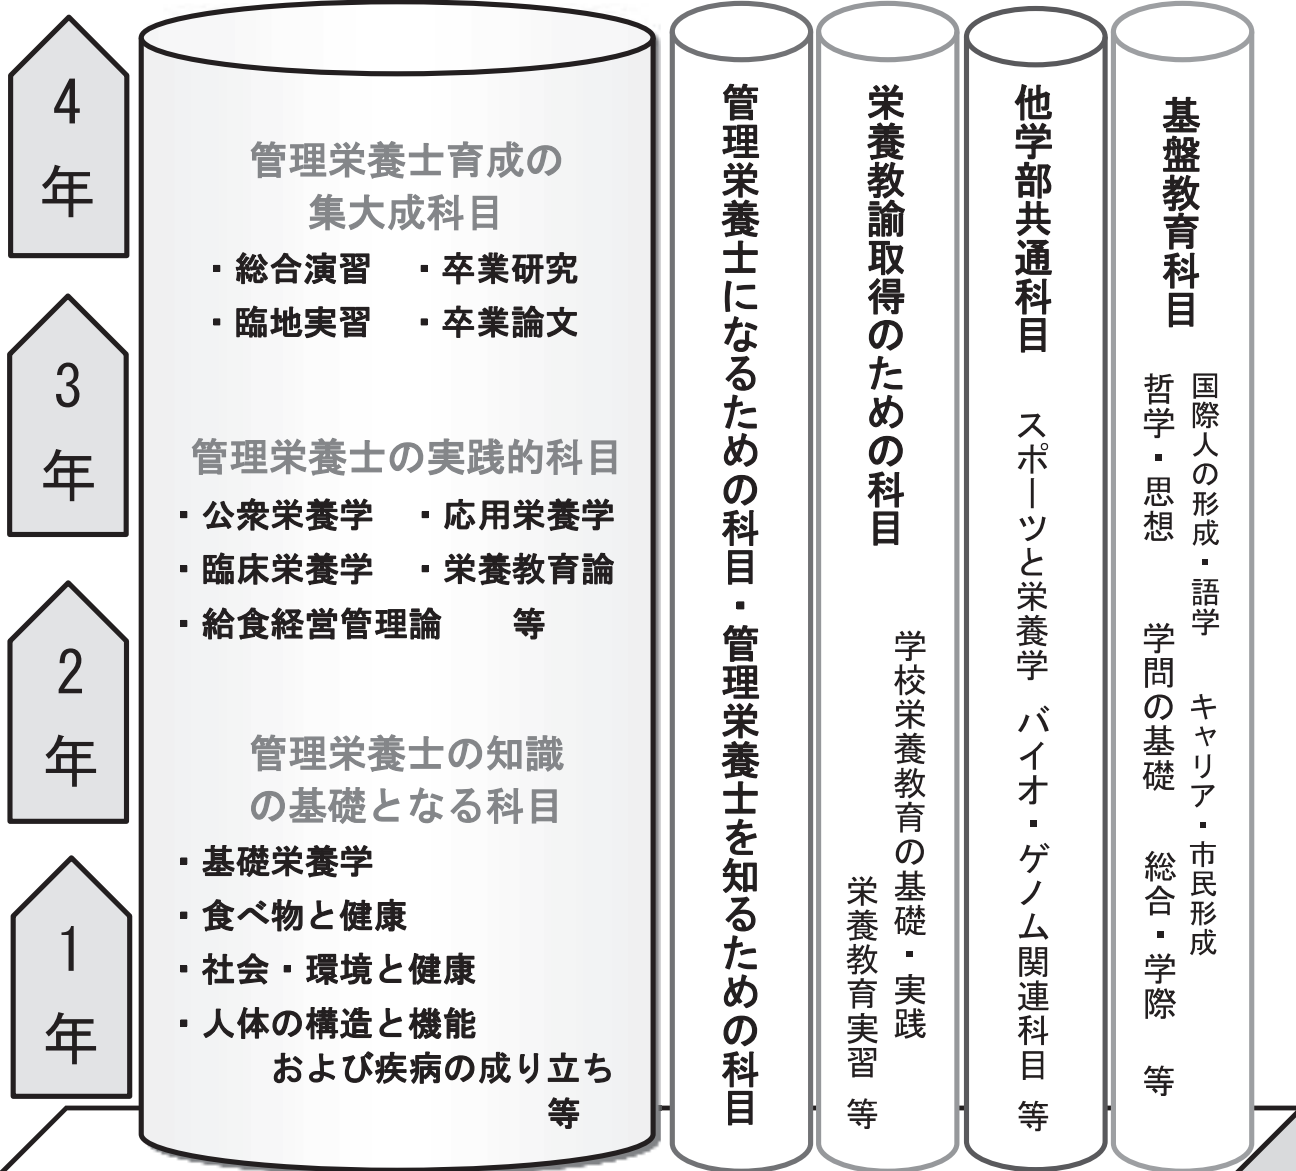 4年
3年
2年
1年
管理栄養士育成の
集大成科目
・総合演習　・卒業研究
・臨地実習　・卒業論文
管理栄養士の実践的科目
・公衆栄養学　・応用栄養学
・臨床栄養学　・栄養教育論
・給食経営管理論　　等
管理栄養士の知識
の基礎となる科目
・基礎栄養学
・食べ物と健康
・社会・環境と健康
・人体の構造と機能
および疾病の成り立ち
等
管理栄養士になるための科目・管理栄養士を知るための科目
栄養教諭取得のための科目
学校栄養教育の基礎・実践
栄養教育実習　等
他学部共通科目　スポーツと栄養学　バイオ・ゲノム関連科目　等
基盤教育科目
国際人の形成・語学　キャリア・市民形成
哲学・思想　学問の基礎　総合・学際　等